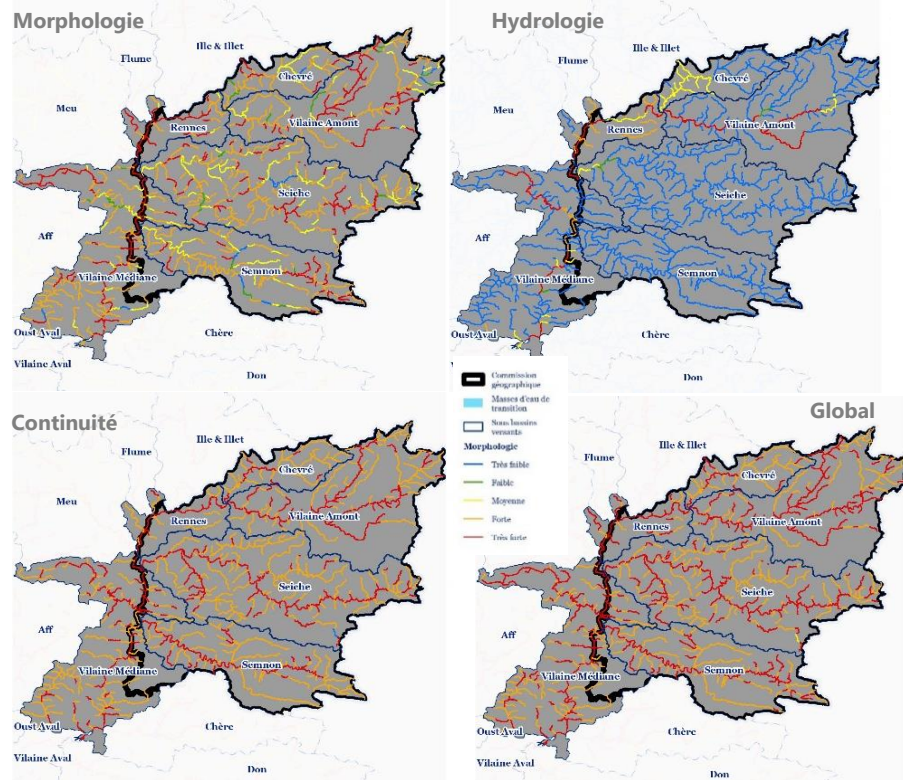 Morphologie
Flume
Ille & Illet
Meu
Chevré
Vilaine Amont
Rennes
Seiche
Aff
Semnon
Vilaine Médiane
Oust Aval
Chère
Vilaine Aval
Don
Hydrologie
Flume
Ille & Illet
Meu
Chevré
Vilaine Amont
Rennes
Seiche
Aff
Semnon
Vilaine Médiane
Oust Aval
Chère
Vilaine Aval
Don
Commission
géographique
Masses d'eau de
transition
Sous bassins
versants
Morphologie
Très faible
Faible
Moyenne
Forte
Très forte
Continuité
Flume
Ille & Illet
Meu
Chevré
Vilaine Amont
Rennes
Seiche
Aff
Semnon
Vilaine Médiane
Oust Aval
Chère
Vilaine Aval
Don
Global
Flume
Ille & Illet
Meu
Chevré
Vilaine Amont
Rennes
Seiche
Aff
Semnon
Vilaine Médiane
Oust Aval
Chère
Vilaine Aval
Don